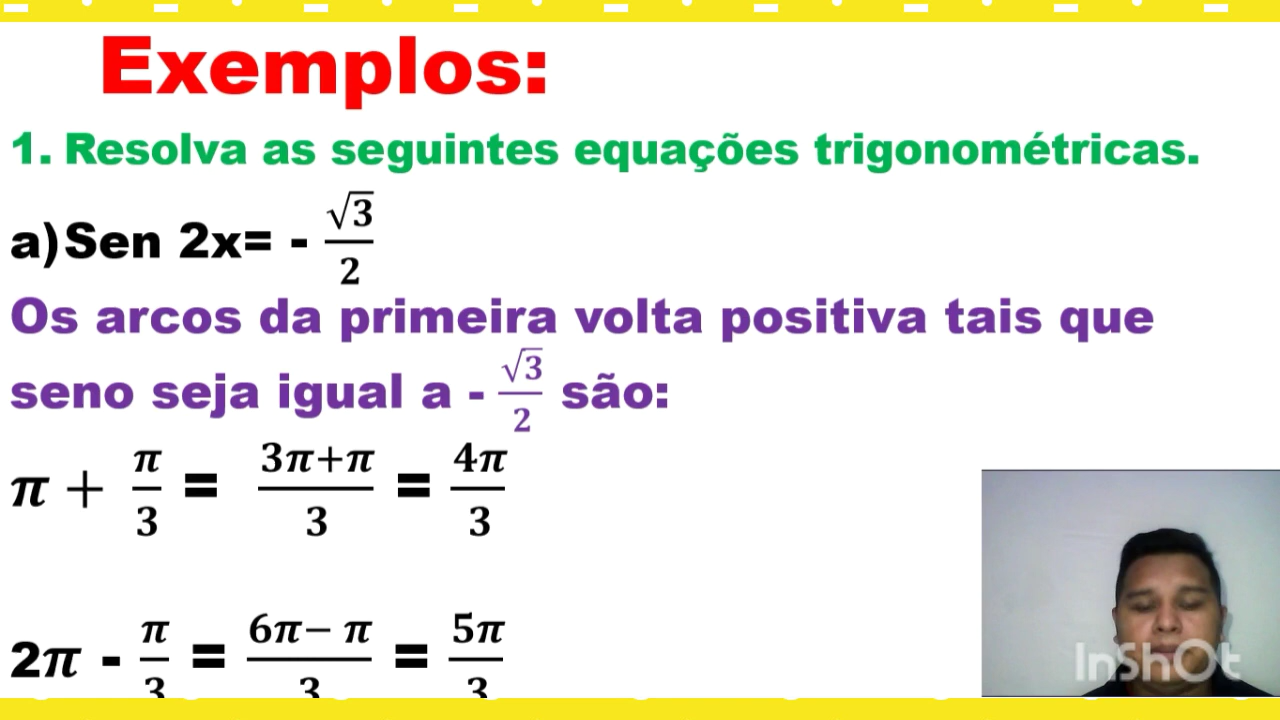 Exemplos:
1. Resolva as seguintes equações trigonométricas.
a) Sen 2x= - √3/2
Os arcos da primeira volta positiva tais que
seno seja igual a - √3/2 são:
π + π/3 = 3π+π/3 = 4π/3
2π - π/3 = 6π− π/3 = 5π/3
InShOt